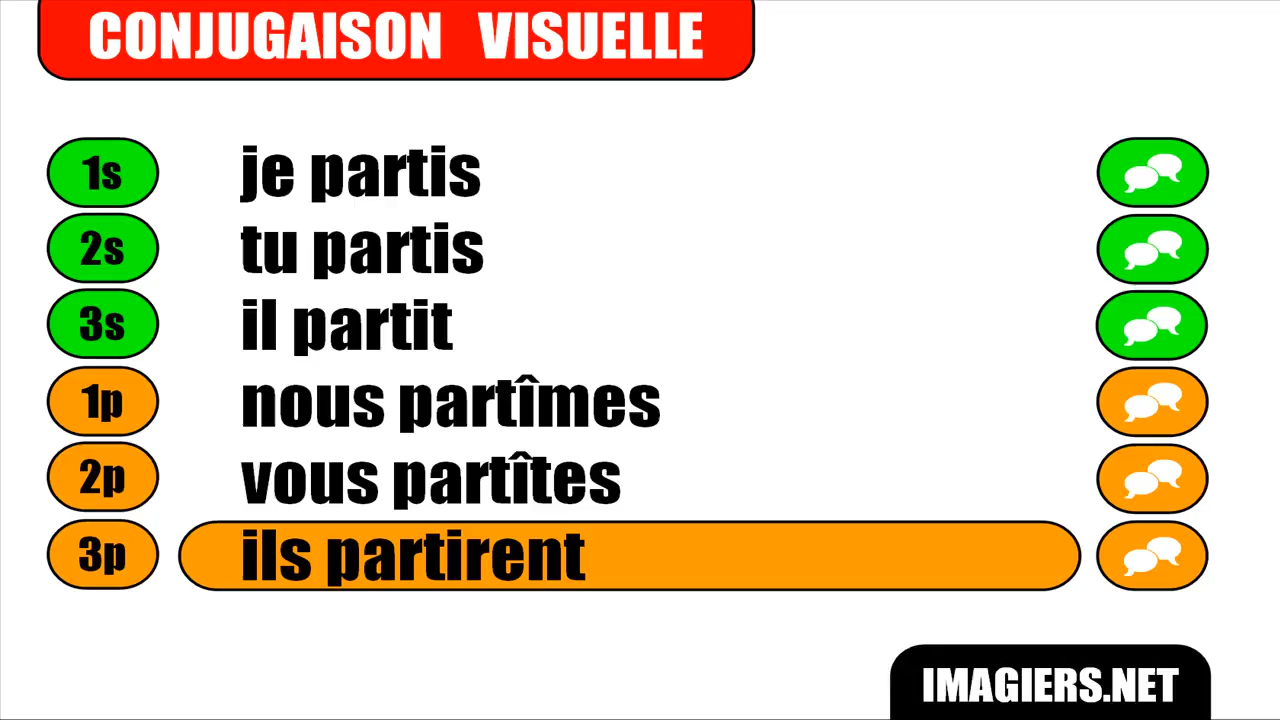 CONJUGAISON VISUELLE
1s je partis
2s tu partis
3s il partit
1p nous partîmes
2p vous partîtes
3p ils partirent
IMAGIERS.NET